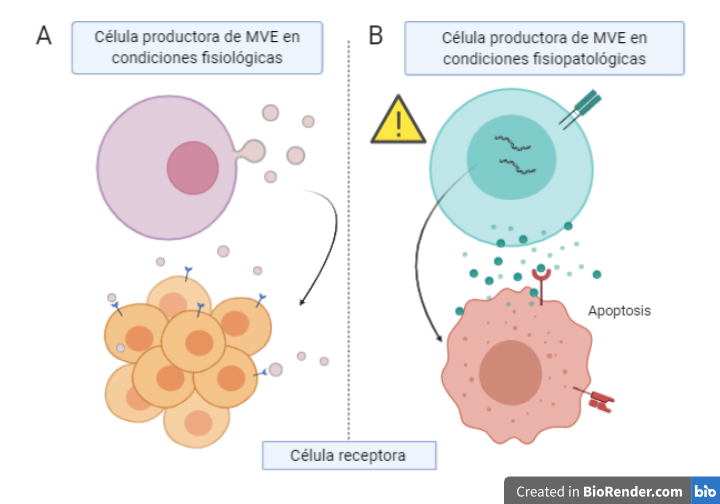 A
Célula productora de MVE en
condiciones fisiológicas
B
Célula productora de MVE en
condiciones fisiopatológicas
Apoptosis
Célula receptora
Created in BioRender.com bio